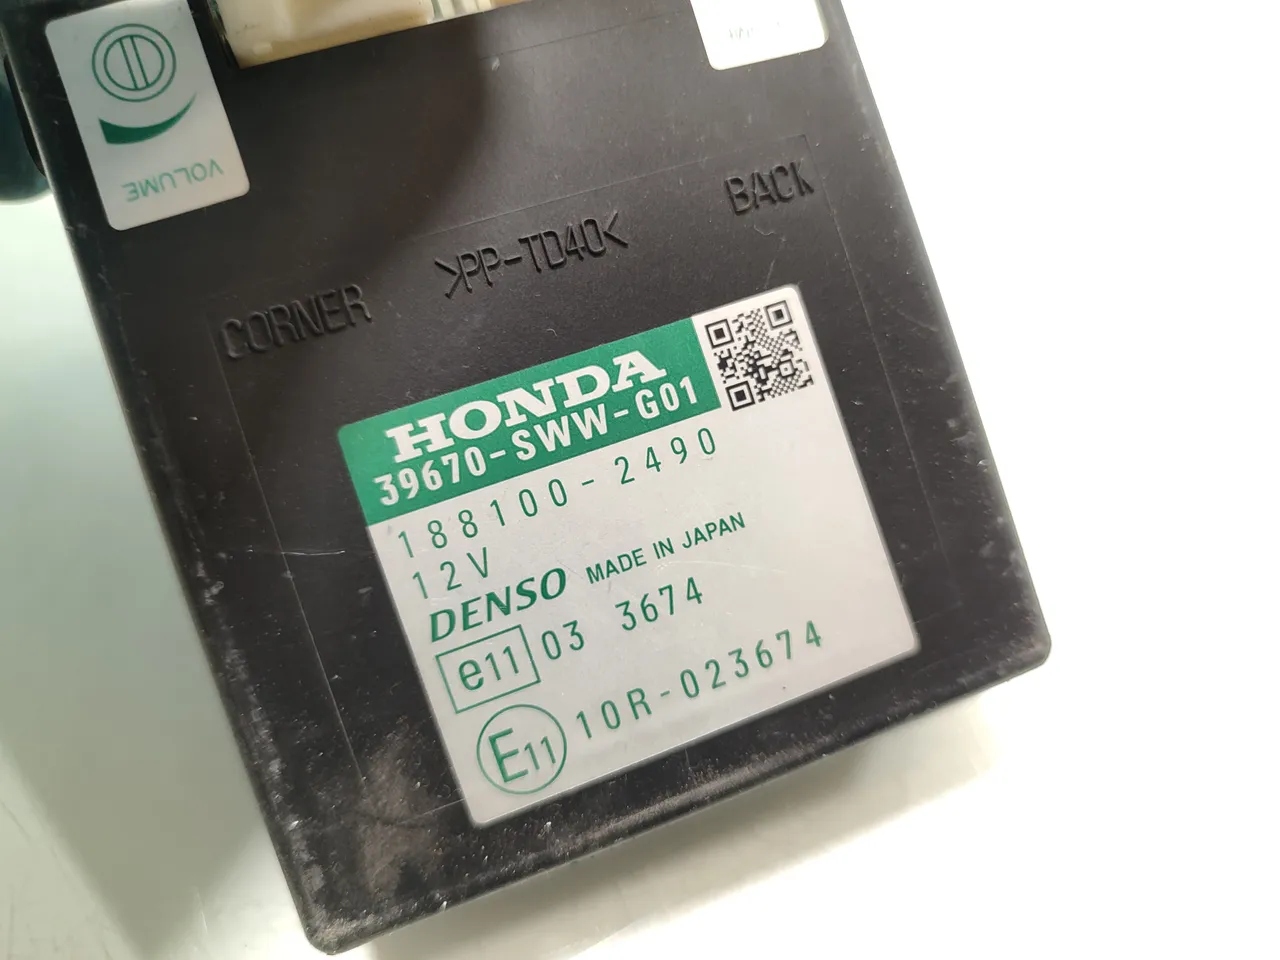 VOLUME
BACK
>PP-TD40<
CORNER
HONDA
39670-SWW-G01
188100-2490
12V
DENSO MADE IN JAPAN
e11 03 3674
E11 10R-023674